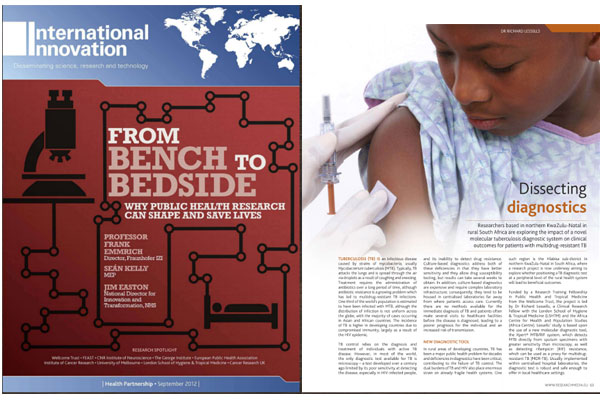 International
Innovation
Disseminating science, research and technology
FROM
BENCH TO
BEDSIDE
WHY PUBLIC HEALTH RESEARCH
CAN SHAPE AND SAVE LIVES
PROFESSOR
FRANK
EMMRICH
Director, Fraunhofer IZI
SEÁN KELLY
MEP
JIM EASTON
National Director for
Innovation and
Transformation, NHS
RESEARCH SPOTLIGHT
Wellcome Trust • FEAST • CNR Institute of Neuroscience • The George Institute • European Public Health Association
Institute of Cancer Research • University of Melbourne • London School of Hygiene & Tropical Medicine • Cancer Research UK
| Health Partnership • September 2012 |
DR RICHARD LESSELLS
Dissecting
diagnostics
Researchers based in northern KwaZulu-Natal in
rural South Africa are exploring the impact of a novel
molecular tuberculosis diagnostic system on clinical
outcomes for patients with multidrug-resistant TB
TUBERCULOSIS (TB) is an infectious disease
caused by strains of mycobacteria, usually
Mycobacterium tuberculosis (MTB). Typically, TB
attacks the lungs and is spread through the air
via droplets as a result of coughing and sneezing.
Treatment requires the administration of
antibiotics over a long period of time, although
antibiotic resistance is a growing problem which
has led to multidrug-resistant TB infections.
One third of the world's population is estimated
to have been infected with MTB, although the
distribution of infection is not uniform across
the globe, with the majority of cases occurring
in Asian and African countries. The incidence
of TB is higher in developing countries due to
compromised immunity, largely as a result of
the HIV epidemic.
TB control relies on the diagnosis and
treatment of individuals with active TB
disease. However, in most of the world,
the only diagnostic tool available for TB is
microscopy – a tool developed over a century
ago limited by its poor sensitivity at detecting
the disease, especially in HIV infected people,
and its inability to detect drug resistance.
Culture-based diagnostics address both of
these deficiencies in that they have better
sensitivity and they allow drug susceptibility
testing, but results can take several weeks to
obtain. In addition, culture-based diagnostics
are expensive and require complex laboratory
infrastructure; consequently, they tend to be
housed in centralised laboratories far away
from where patients access care. Currently
there are no methods available for the
immediate diagnosis of TB and patients often
make several visits to healthcare facilities
before the disease is diagnosed, leading to a
poorer prognosis for the individual and an
increased risk of transmission.
NEW DIAGNOSTIC TOOL
In rural areas of developing countries, TB has
been a major public health problem for decades
and deficiencies in diagnostics have been critical,
contributing to the failure of TB control. The
dual burdens of TB and HIV also place enormous
strain on already fragile health systems. One
such region is the Hlabisa sub-district in
northern KwaZulu-Natal in South Africa, where
a research project is now underway aiming to
explore whether positioning a TB diagnostic tool
at a peripheral level of the rural health system
will lead to beneficial outcomes.
Funded by a Research Training Fellowship
in Public Health and Tropical Medicine
from the Wellcome Trust, the project is led
by Dr Richard Lessells, a Clinical Research
Fellow with the London School of Hygiene
& Tropical Medicine (LSHTM) and the Africa
Centre for Health and Population Studies
(Africa Centre). Lessells' study is based upon
the use of a new molecular diagnostic tool,
the Xpert® MTB/RIF system, which detects
MTB directly from sputum specimens with
greater sensitivity than microscopy, as well
as detecting rifampicin (RIF) resistance,
which can be used as a proxy for multidrug-
resistant TB (MDR-TB). Usually implemented
within centralised hospital laboratories, the
diagnostic tool is robust and safe enough to
offer in local healthcare settings.